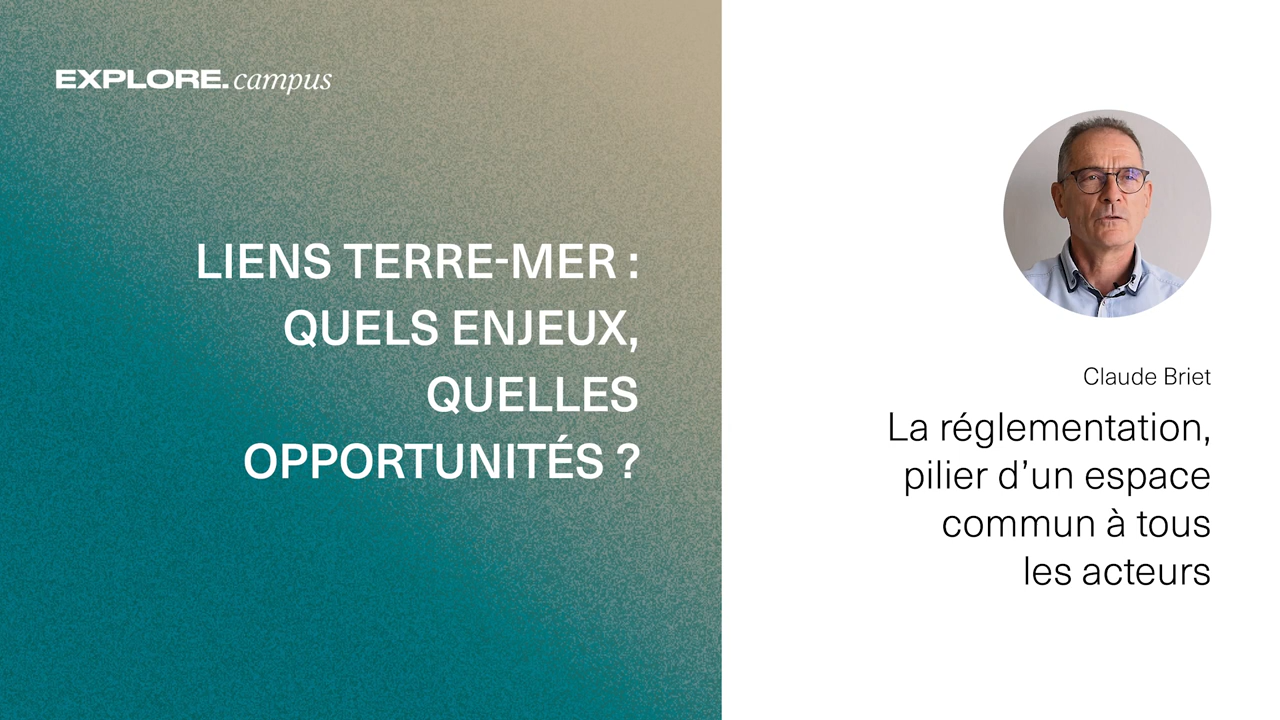 EXPLORE.campus
LIENS TERRE-MER :
QUELS ENJEUX,
QUELLES
OPPORTUNITÉS ?
Claude Briet
La réglementation,
pilier d’un espace
commun à tous
les acteurs